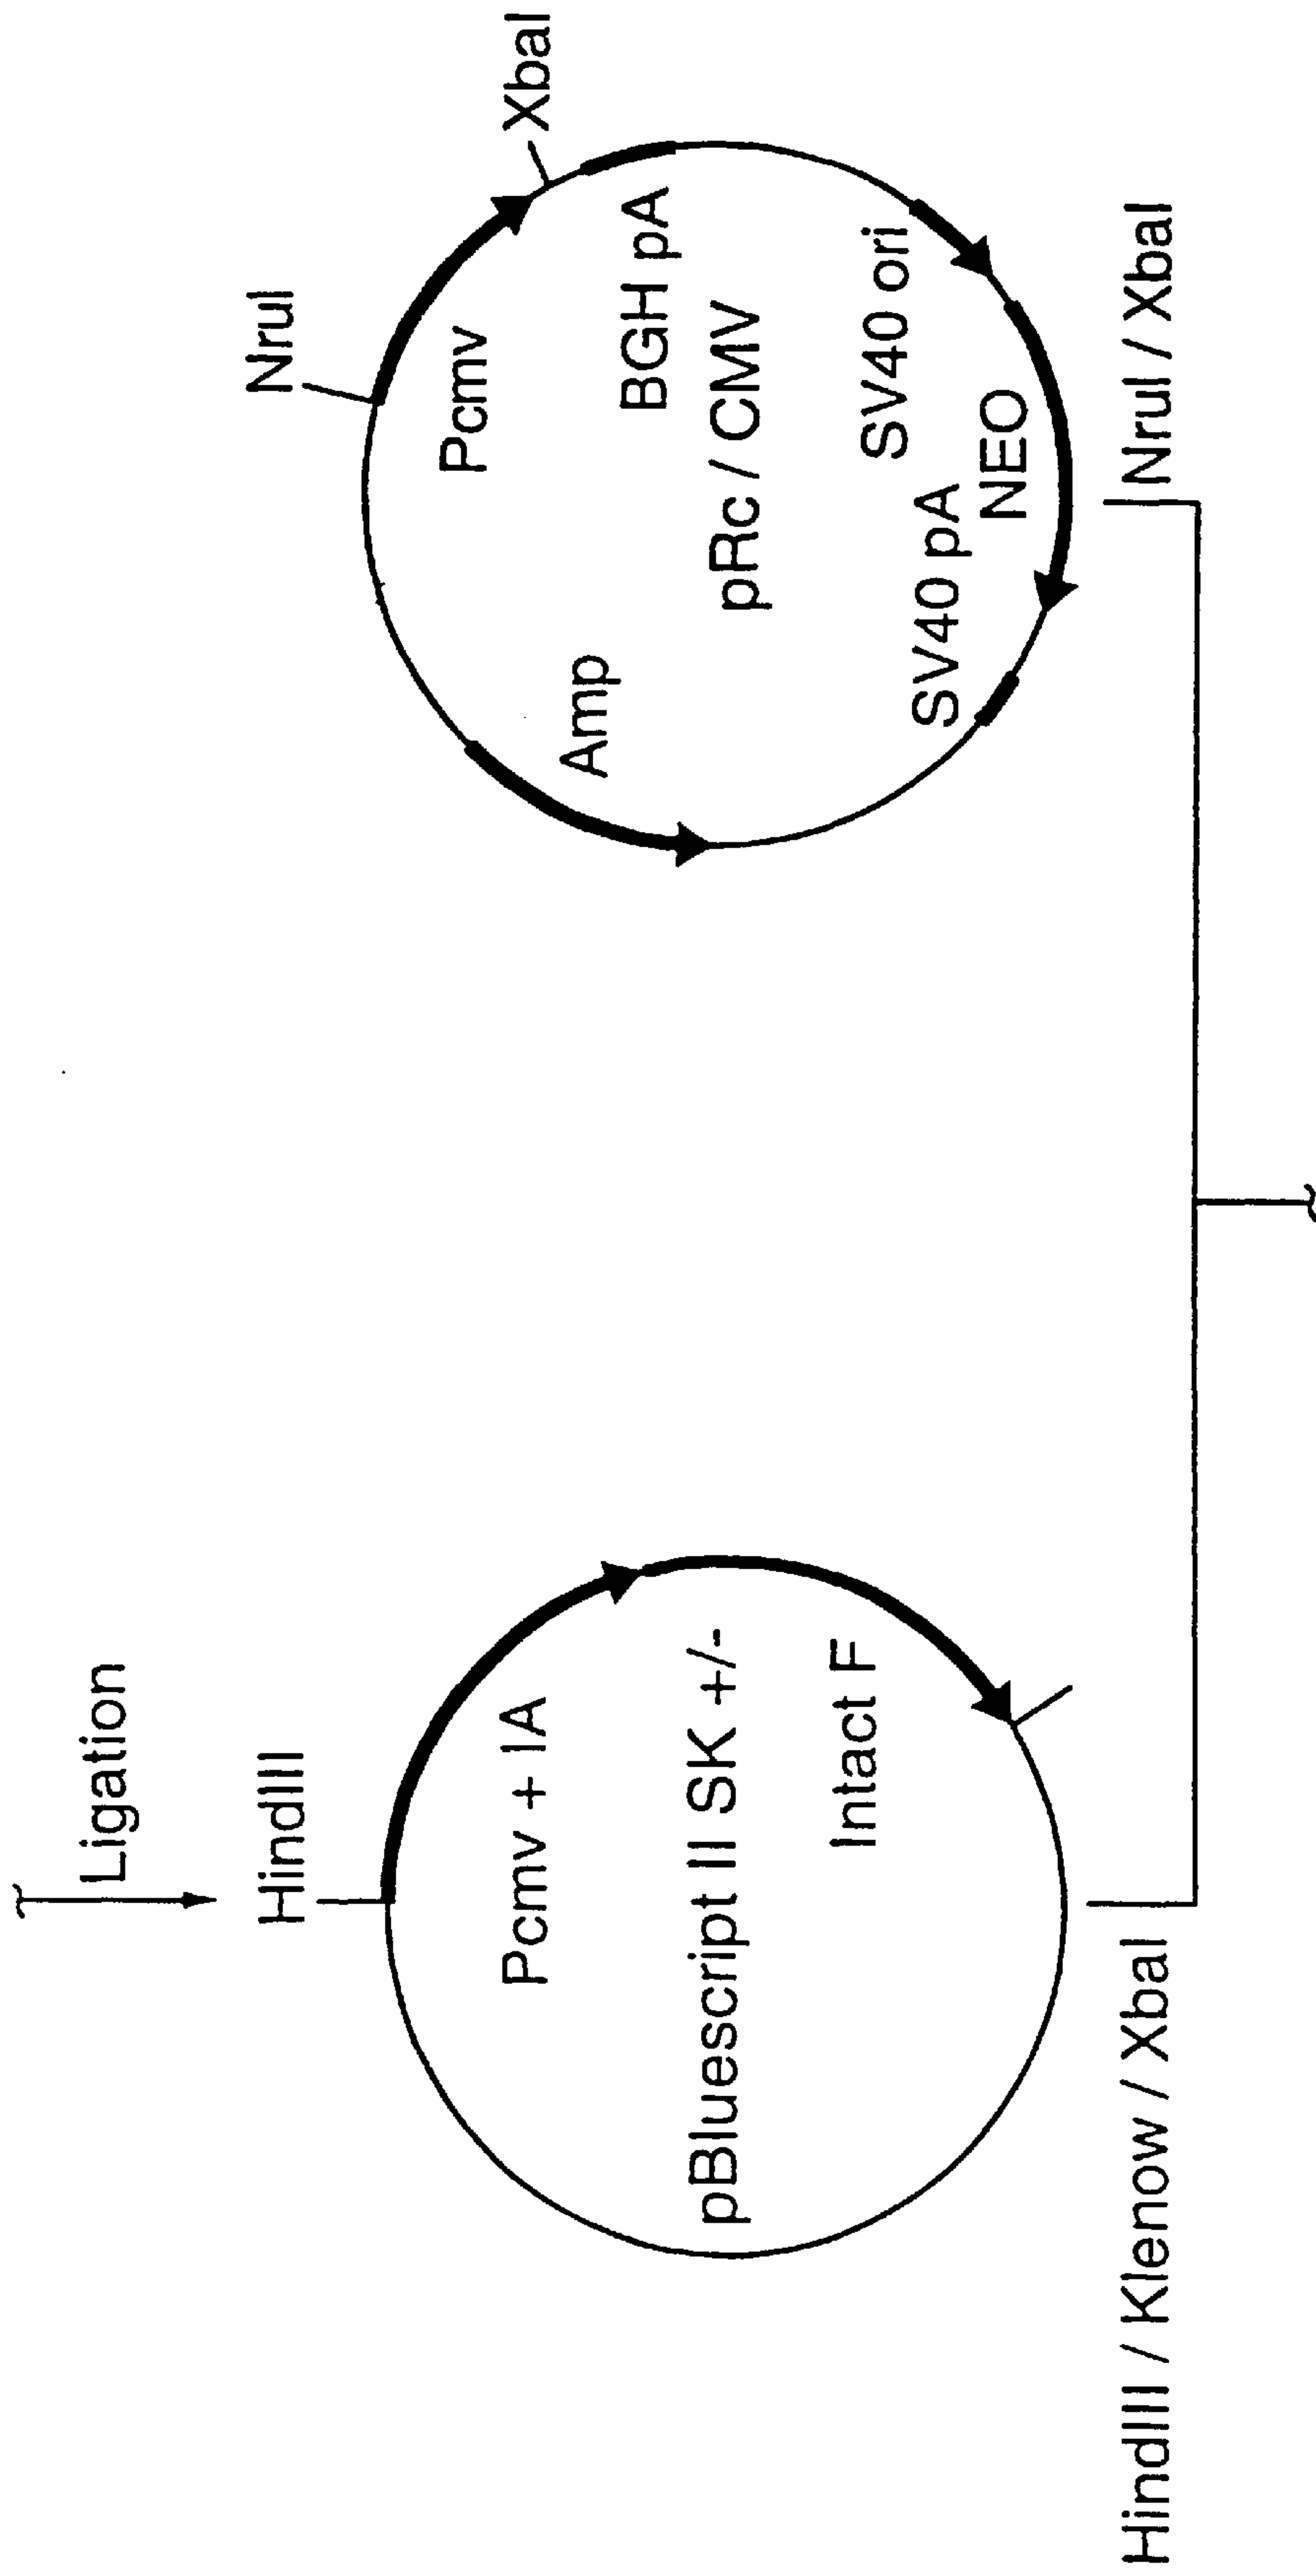 Ligation
HindIII
Pcmv + IA
pBluescript II SK +/-
Intact F
HindIII / Klenow / XbaI
NruI
XbaI
Pcmv
Amp
BGH pA
pRc / CMV
SV40 ori
SV40 pA
NEO
NruI / XbaI